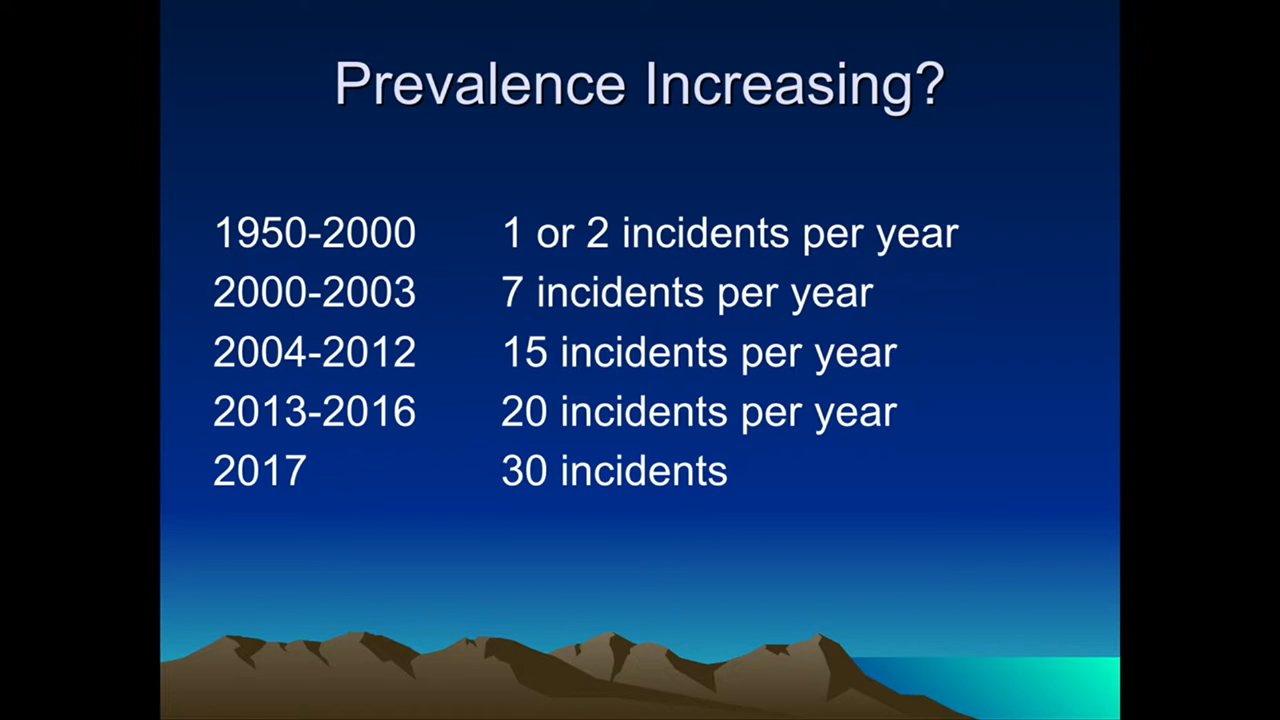 Prevalence Increasing?
1950-2000 1 or 2 incidents per year
2000-2003 7 incidents per year
2004-2012 15 incidents per year
2013-2016 20 incidents per year
2017 30 incidents